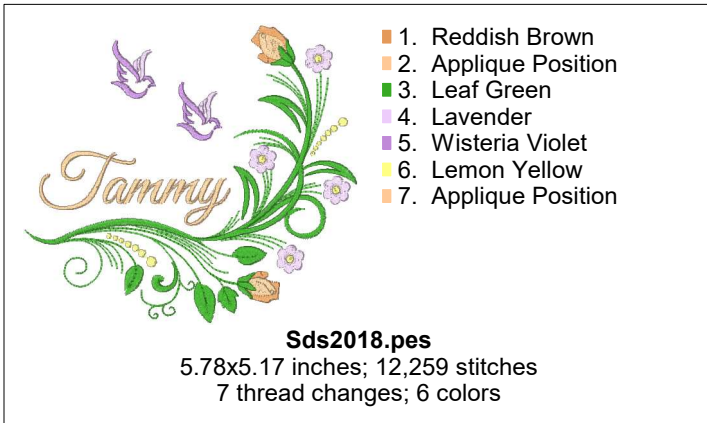 Tammy
1. Reddish Brown
2. Applique Position
3. Leaf Green
4. Lavender
5. Wisteria Violet
6. Lemon Yellow
7. Applique Position
Sds2018.pes
5.78x5.17 inches; 12,259 stitches
7 thread changes; 6 colors